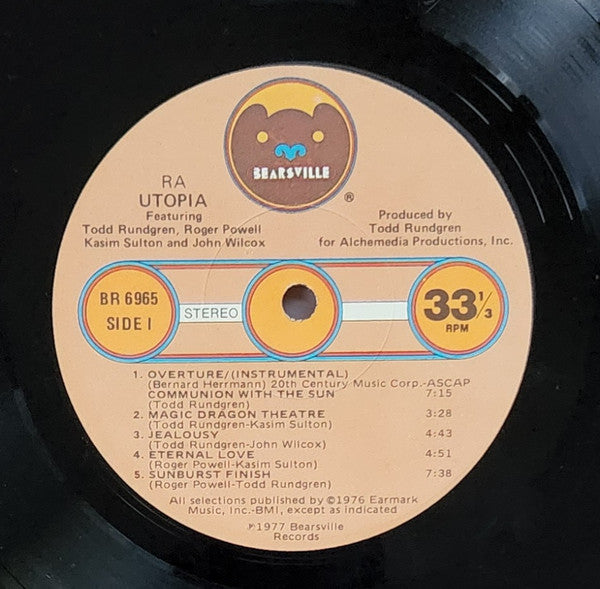 BEARSVILLE
®
RA
UTOPIA
Featuring
Todd Rundgren, Roger Powell
Kasim Sulton and John Wilcox
Produced by
Todd Rundgren
for Alchemedia Productions, Inc.
BR 6965
SIDE I
STEREO
33 1/3
RPM
1. OVERTURE/(INSTRUMENTAL)
(Bernard Herrmann) 20th Century Music Corp.-ASCAP
COMMUNION WITH THE SUN 7:15
(Todd Rundgren)
2. MAGIC DRAGON THEATRE 3:28
(Todd Rundgren-Kasim Sulton)
3. JEALOUSY 4:43
(Todd Rundgren-John Wilcox)
4. ETERNAL LOVE 4:51
(Roger Powell-Kasim Sulton)
5. SUNBURST FINISH 7:38
(Roger Powell-Todd Rundgren)
All selections published by ©1976 Earmark
Music, Inc.-BMI, except as indicated
℗1977 Bearsville
Records